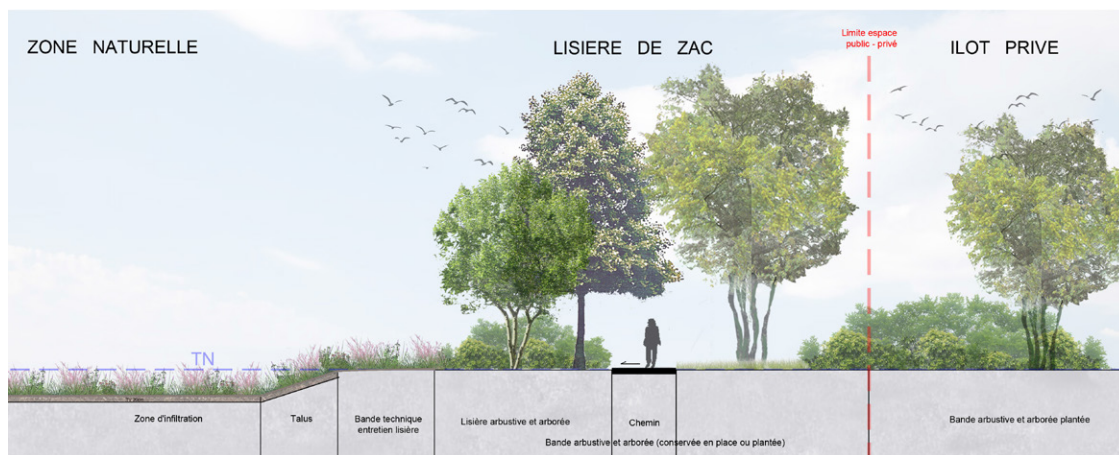 ZONE NATURELLE
LISIERE DE ZAC
Limite espace
public - privé
ILOT PRIVE
TN
Zone d'infiltration
Talus
Bande technique
entretien lisière
Lisière arbustive et arborée
Chemin
Bande arbustive et arborée (conservée en place ou plantée)
Bande arbustive et arborée plantée